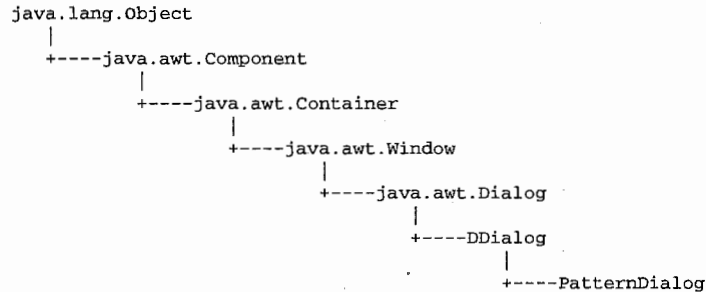 java.lang.Object
|
+----java.awt.Component
|
+----java.awt.Container
|
+----java.awt.Window
|
+----java.awt.Dialog
|
+----DDialog
|
+----PatternDialog